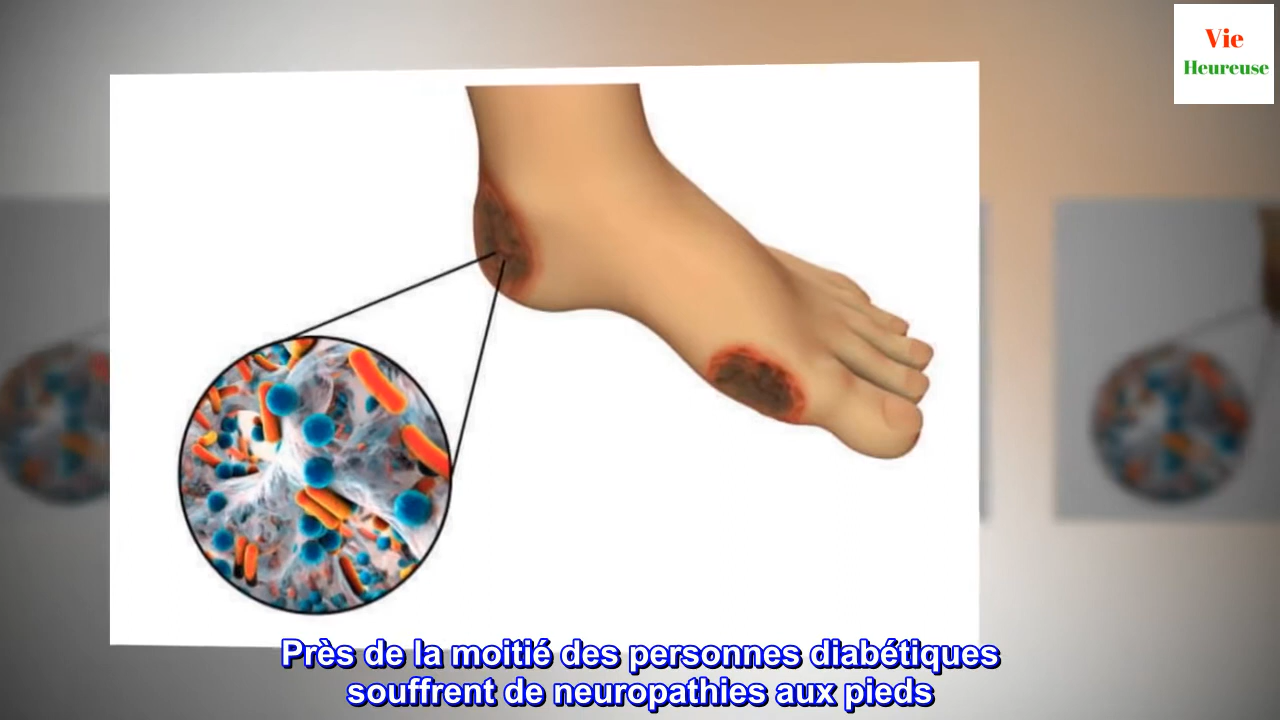 Vie
Heureuse
Près de la moitié des personnes diabétiques
souffrent de neuropathies aux pieds